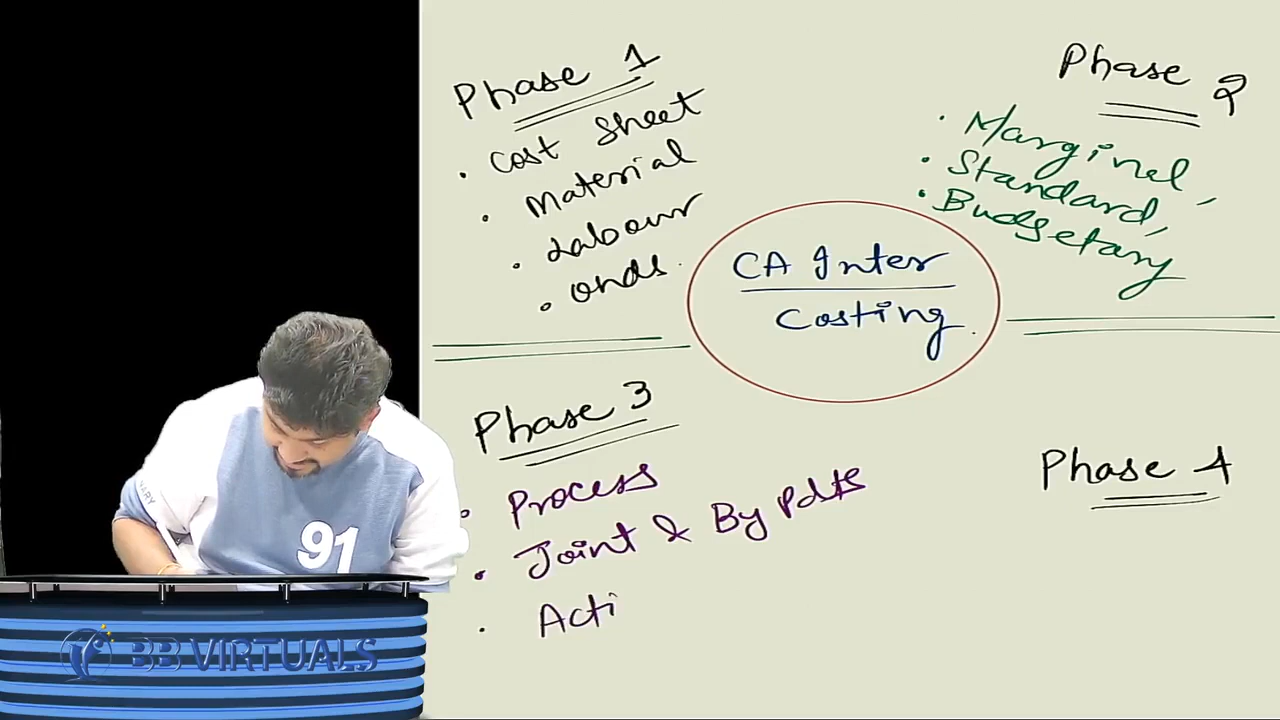 Phase 1
• Cost Sheet
• Material
• Labour
• OHDs.
Phase 2
• Marginal,
• Standard,
• Budgetary
CA Inter
Costing.
Phase 3
• Process
• Joint & By Pdts
• Acti
Phase 4
91
NARY
BB VIRTUALS